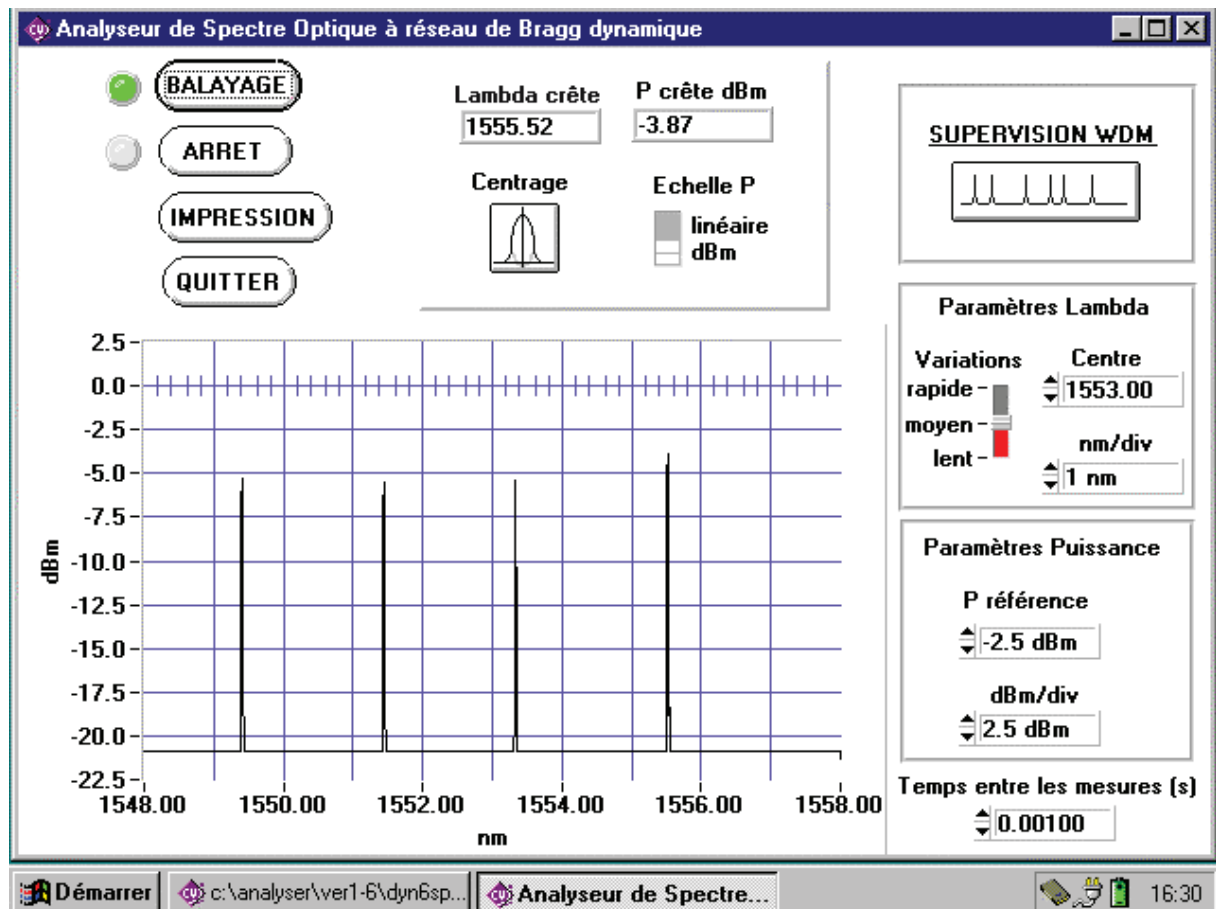 Analyseur de Spectre Optique à réseau de Bragg dynamique
BALAYAGE
ARRET
IMPRESSION
QUITTER
Lambda crête
1555.52
P crête dBm
-3.87
Centrage
Echelle P
linéaire
dBm
SUPERVISION WDM
Paramètres Lambda
Variations
rapide
moyen
lent
Centre
1553.00
nm/div
1 nm
Paramètres Puissance
P référence
-2.5 dBm
dBm/div
2.5 dBm
Temps entre les mesures (s)
0.00100
2.5
0.0
-2.5
-5.0
-7.5
-10.0
-12.5
-15.0
-17.5
-20.0
-22.5
dBm
1548.00 1550.00 1552.00 1554.00 1556.00 1558.00
nm
Démarrer
c:\analyser\ver1-6\dyn6sp...
Analyseur de Spectre...
16:30